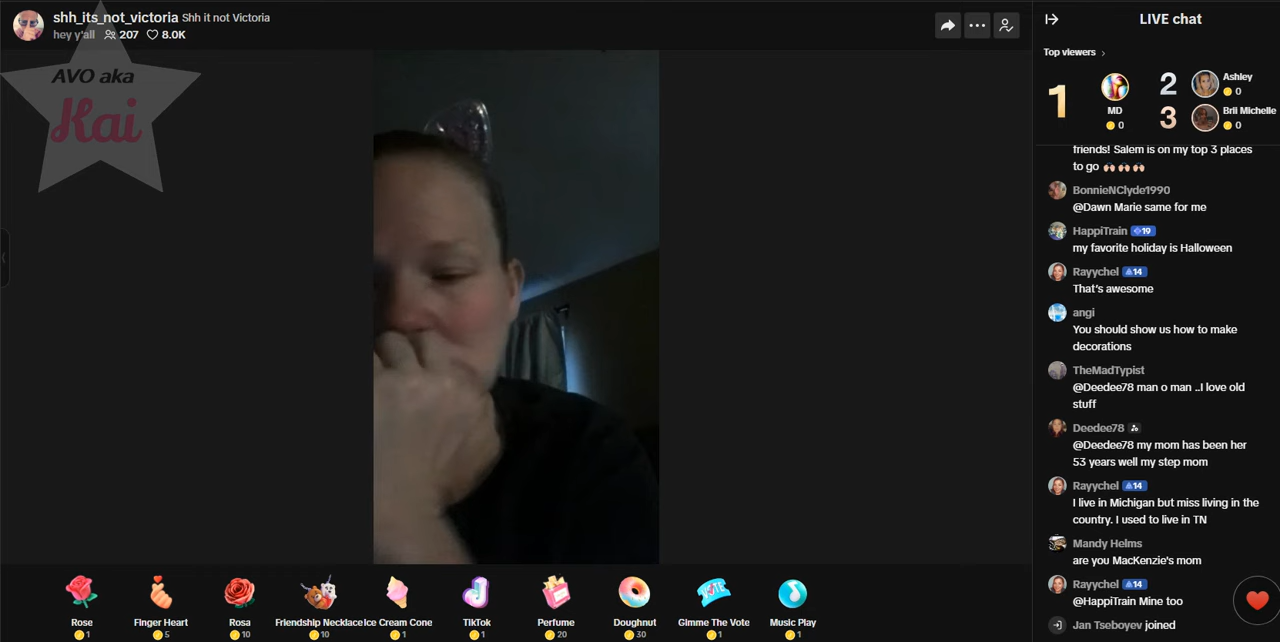 shh_its_not_victoria Shh it not Victoria
hey y'all 207 8.0K
AVO aka
Kai
LIVE chat
Top viewers
1
MD
0
2
Ashley
0
3
Brii Michelle
0
friends! Salem is on my top 3 places
to go
BonnieNClyde1990
@Dawn Marie same for me
HappiTrain 19
my favorite holiday is Halloween
Rayychel 14
That's awesome
angi
You should show us how to make
decorations
TheMadTypist
@Deedee78 man o man ..I love old
stuff
Deedee78
@Deedee78 my mom has been her
53 years well my step mom
Rayychel 14
I live in Michigan but miss living in the
country. I used to live in TN
Mandy Helms
are you MacKenzie's mom
Rayychel 14
@HappiTrain Mine too
Jan Tseboyev joined
Rose
1
Finger Heart
5
Rosa
10
Friendship Necklace
10
Ice Cream Cone
1
TikTok
1
Perfume
20
Doughnut
30
VOTE
Gimme The Vote
1
Music Play
1